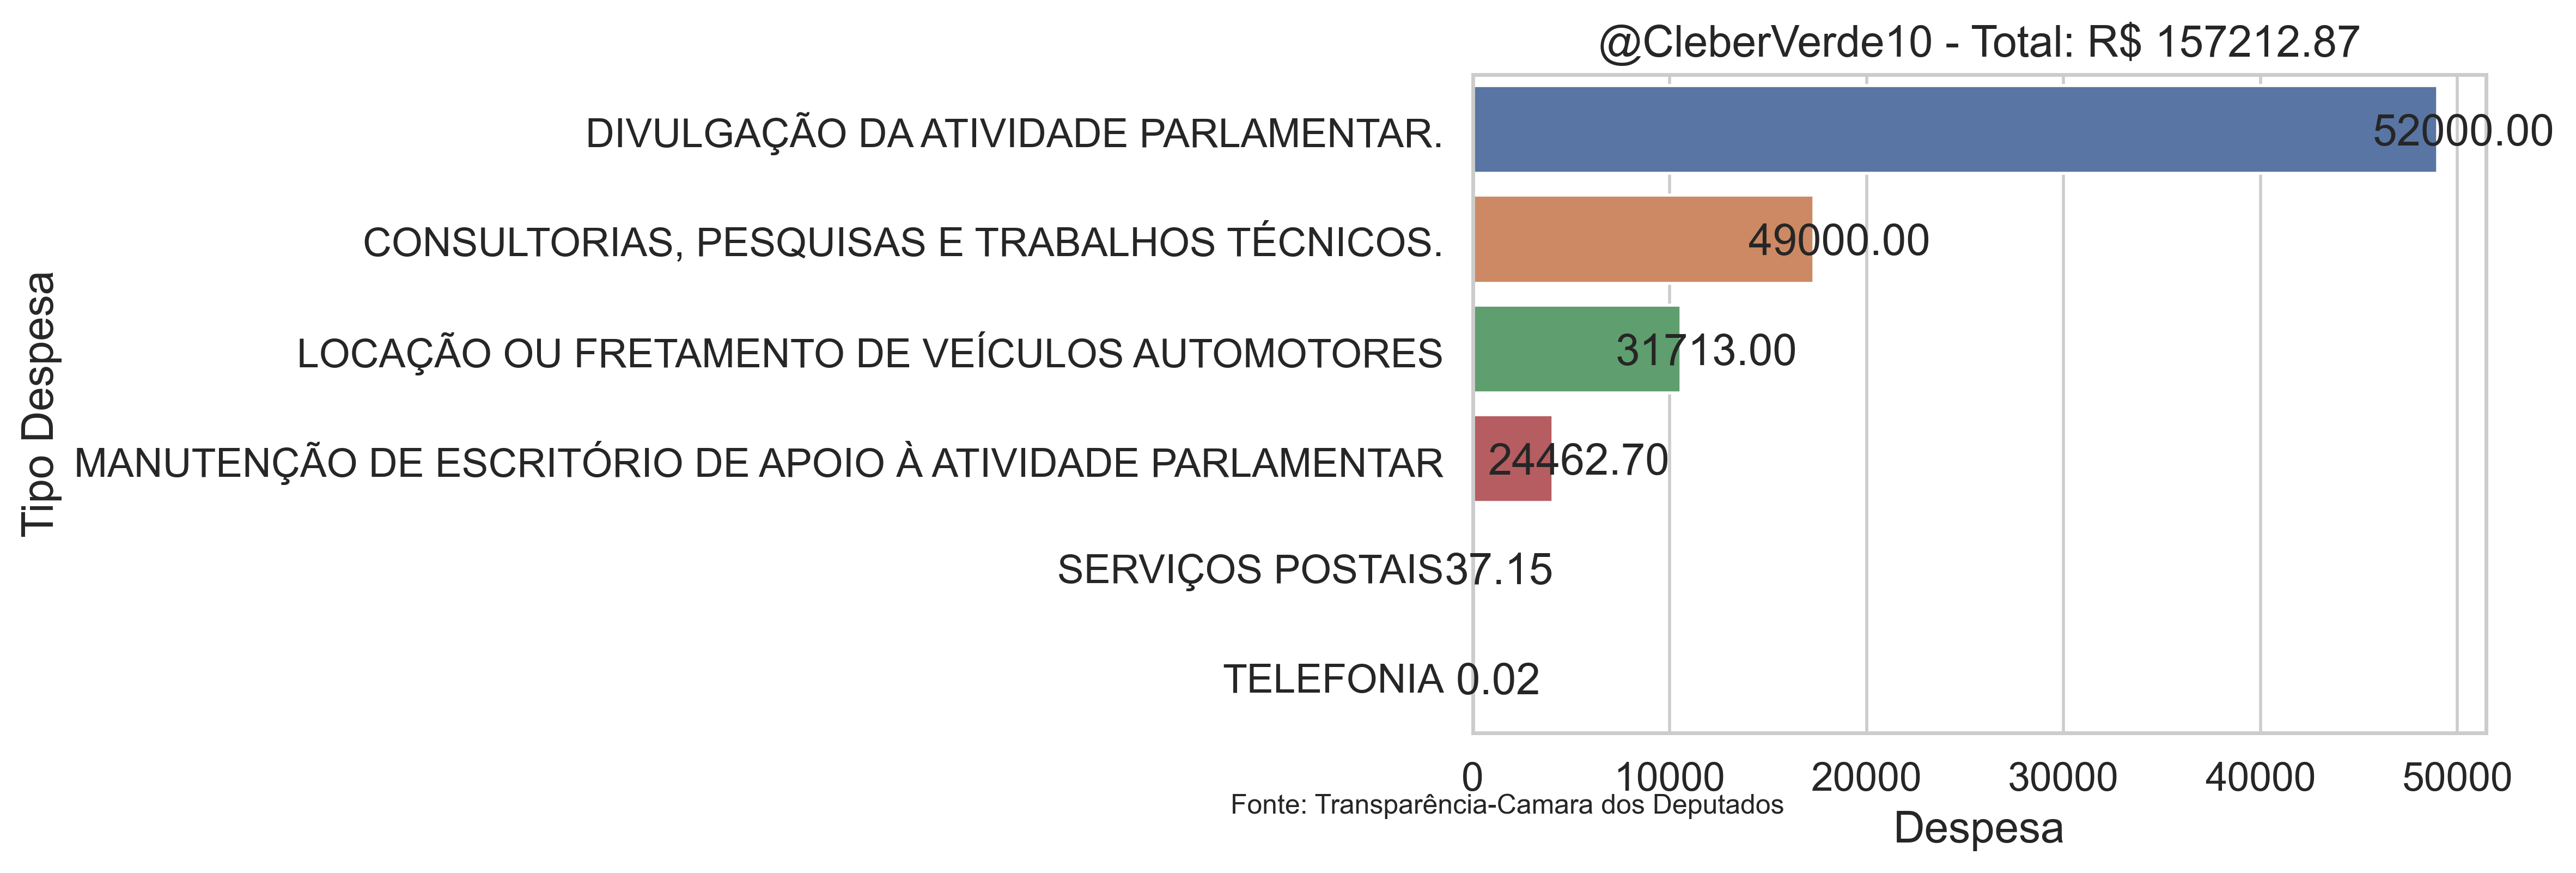 @CleberVerde10 - Total: R$ 157212.87
Tipo Despesa
DIVULGAÇÃO DA ATIVIDADE PARLAMENTAR.
52000.00
CONSULTORIAS, PESQUISAS E TRABALHOS TÉCNICOS.
49000.00
LOCAÇÃO OU FRETAMENTO DE VEÍCULOS AUTOMOTORES
31713.00
MANUTENÇÃO DE ESCRITÓRIO DE APOIO À ATIVIDADE PARLAMENTAR
24462.70
SERVIÇOS POSTAIS
37.15
TELEFONIA
0.02
0 10000 20000 30000 40000 50000
Fonte: Transparência-Camara dos Deputados
Despesa